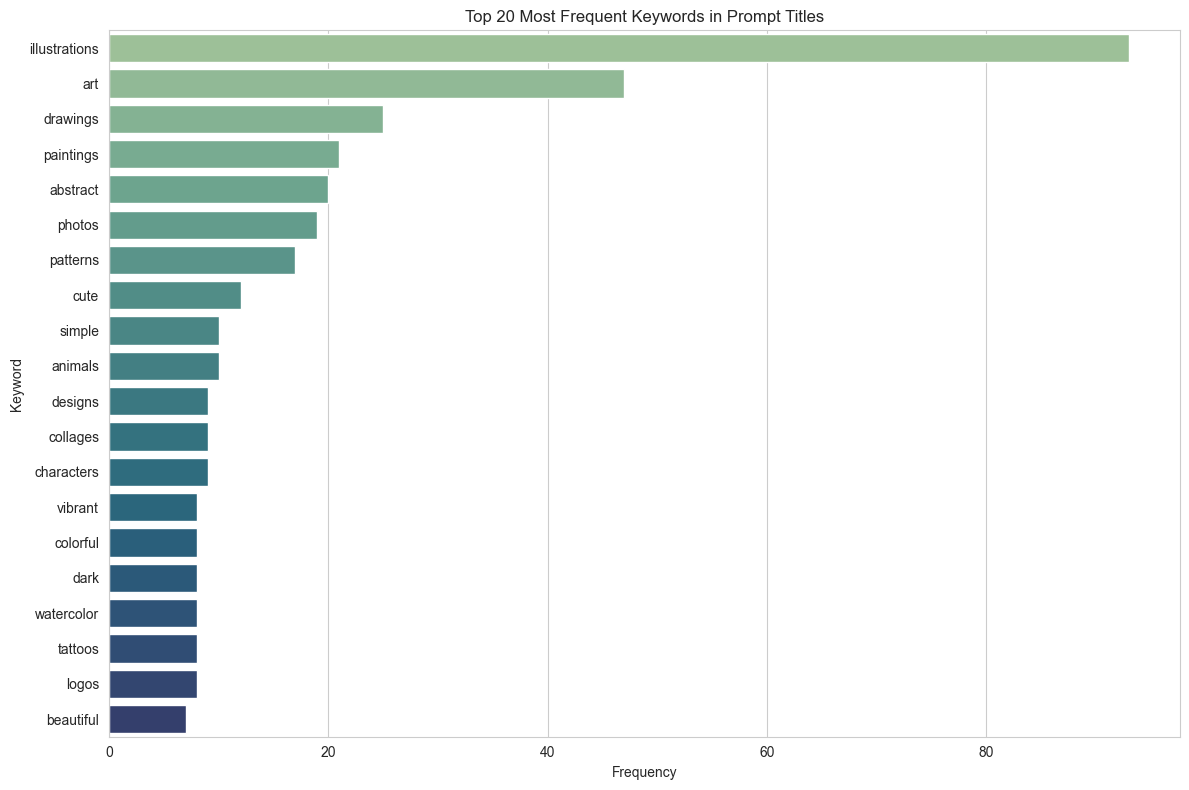 Top 20 Most Frequent Keywords in Prompt Titles
illustrations
art
drawings
paintings
abstract
photos
patterns
cute
simple
animals
designs
collages
characters
vibrant
colorful
dark
watercolor
tattoos
logos
beautiful
Keyword
0 20 40 60 80
Frequency